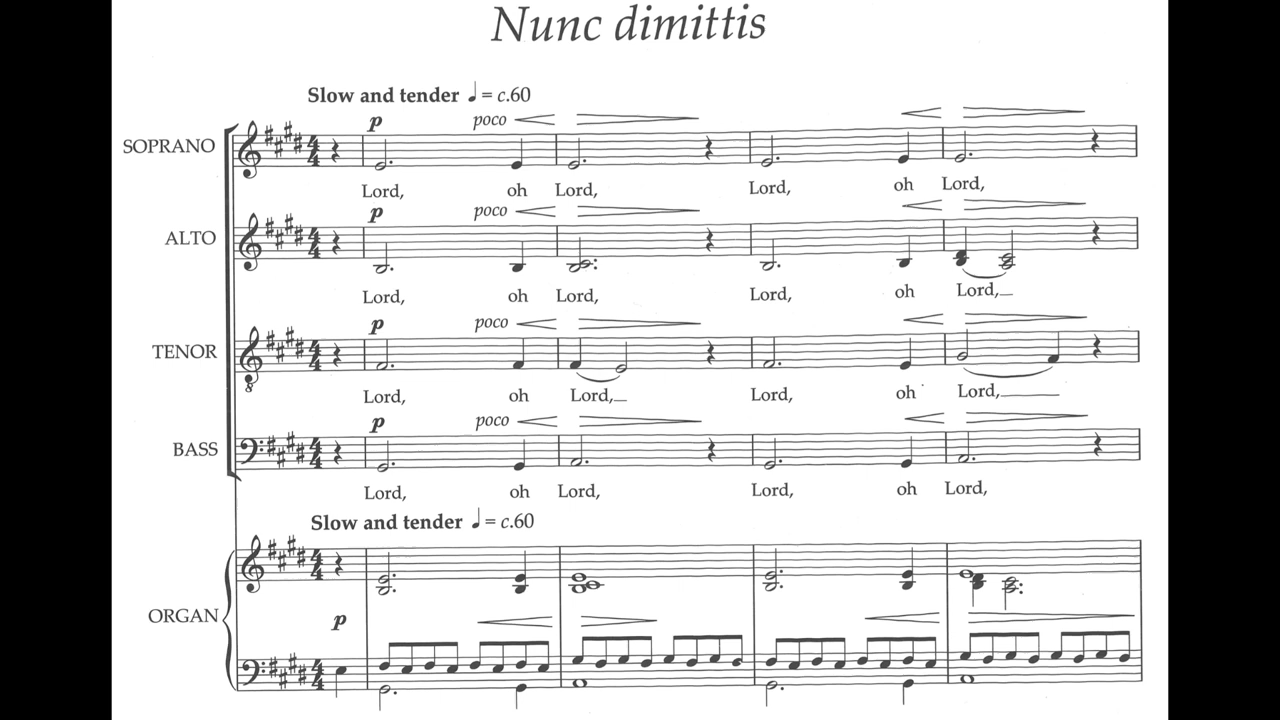 Nunc dimittis
Slow and tender ♩= c.60
p poco
SOPRANO
Lord, oh Lord, Lord, oh Lord,
p poco
ALTO
Lord, oh Lord, Lord, oh Lord,
p poco
TENOR
8
Lord, oh Lord, Lord, oh Lord,
p poco
BASS
Lord, oh Lord, Lord, oh Lord,
Slow and tender ♩= c.60
ORGAN
p